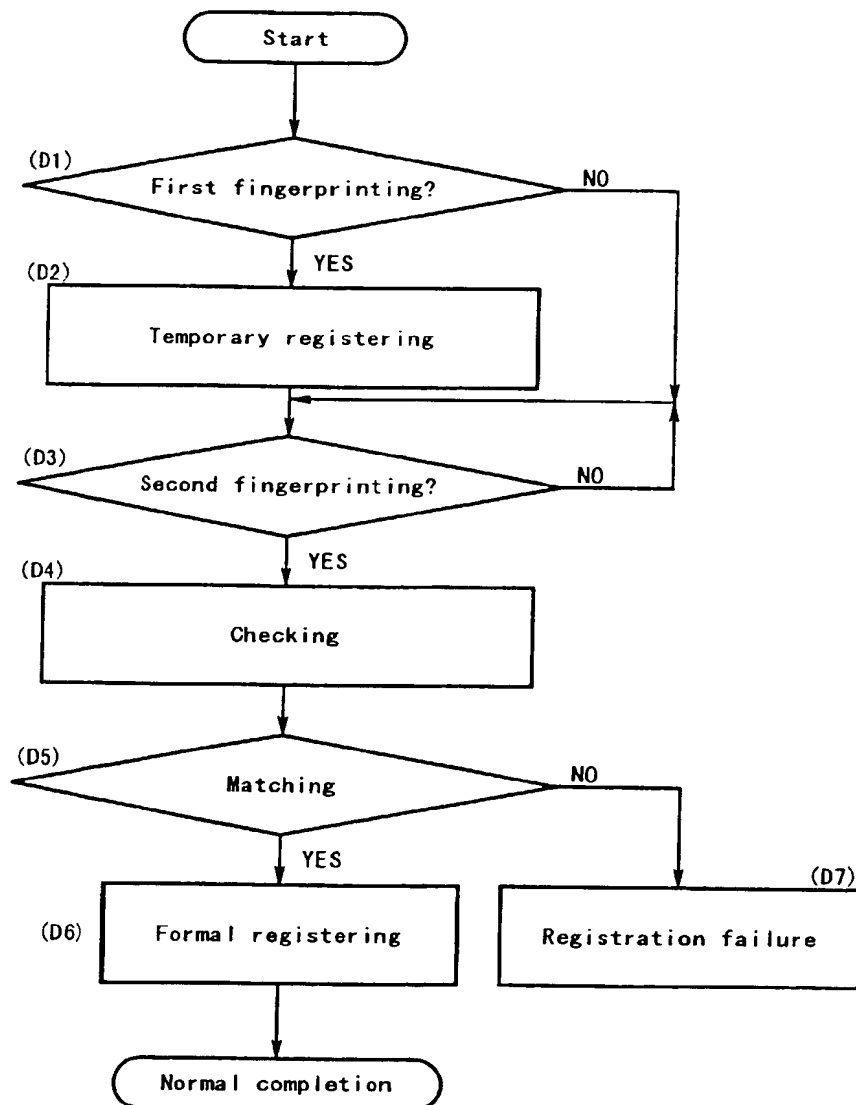 Start
(D1)
First fingerprinting?
NO
YES
(D2)
Temporary registering
(D3)
Second fingerprinting?
NO
YES
(D4)
Checking
(D5)
Matching
NO
YES
(D7)
(D6)
Formal registering
Registration failure
Normal completion